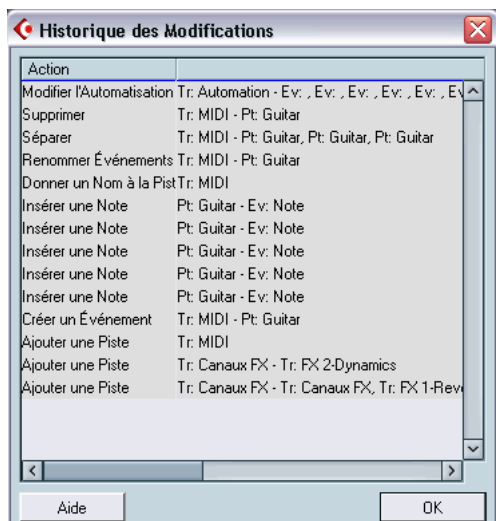 Historique des Modifications
Action
Modifier l'Automatisation Tr: Automation - Ev: , Ev: , Ev: , Ev: , Ev: , Ev
Supprimer Tr: MIDI - Pt: Guitar
Séparer Tr: MIDI - Pt: Guitar, Pt: Guitar, Pt: Guitar
Renommer Événements Tr: MIDI - Pt: Guitar
Donner un Nom à la Pist Tr: MIDI
Insérer une Note Pt: Guitar - Ev: Note
Insérer une Note Pt: Guitar - Ev: Note
Insérer une Note Pt: Guitar - Ev: Note
Insérer une Note Pt: Guitar - Ev: Note
Insérer une Note Pt: Guitar - Ev: Note
Créer un Événement Tr: MIDI - Pt: Guitar
Ajouter une Piste Tr: MIDI
Ajouter une Piste Tr: Canaux FX - Tr: FX 2-Dynamics
Ajouter une Piste Tr: Canaux FX - Tr: Canaux FX, Tr: FX 1-Rev
Aide OK